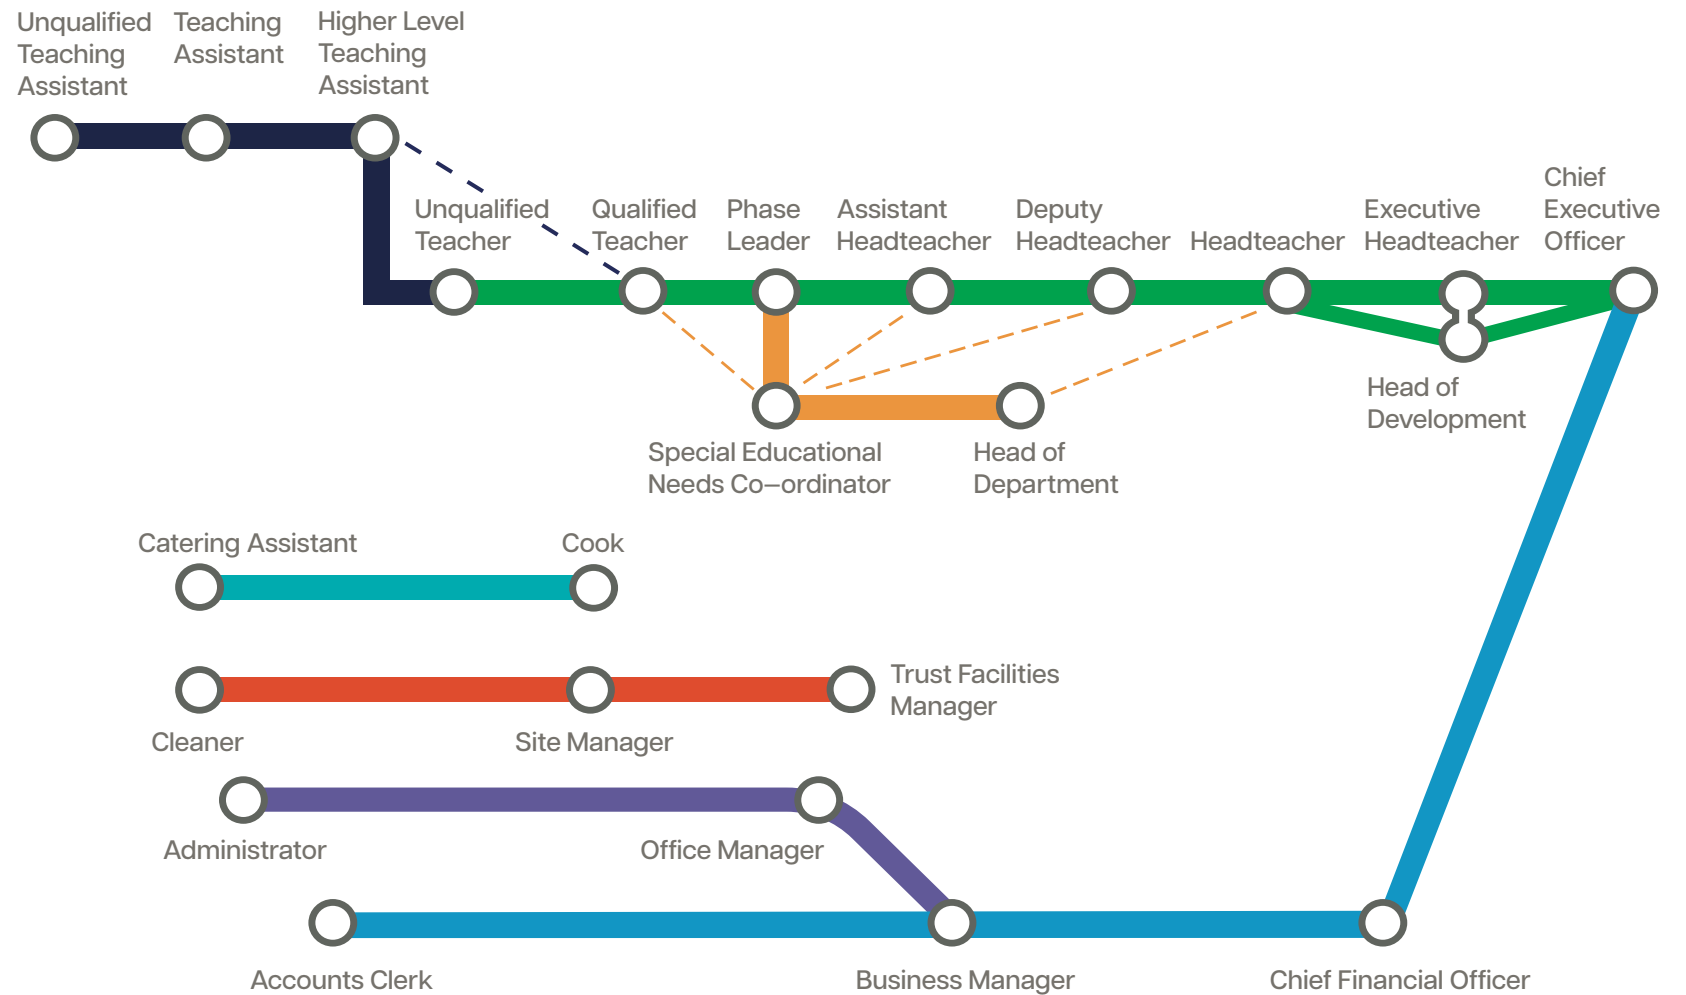 Unqualified
Teaching
Assistant
Teaching
Assistant
Higher Level
Teaching
Assistant
Unqualified
Teacher
Qualified
Teacher
Phase
Leader
Assistant
Headteacher
Deputy
Headteacher
Headteacher
Executive
Headteacher
Chief
Executive
Officer
Head of
Development
Special Educational
Needs Co–ordinator
Head of
Department
Catering Assistant
Cook
Trust Facilities
Manager
Cleaner
Site Manager
Administrator
Office Manager
Accounts Clerk
Business Manager
Chief Financial Officer